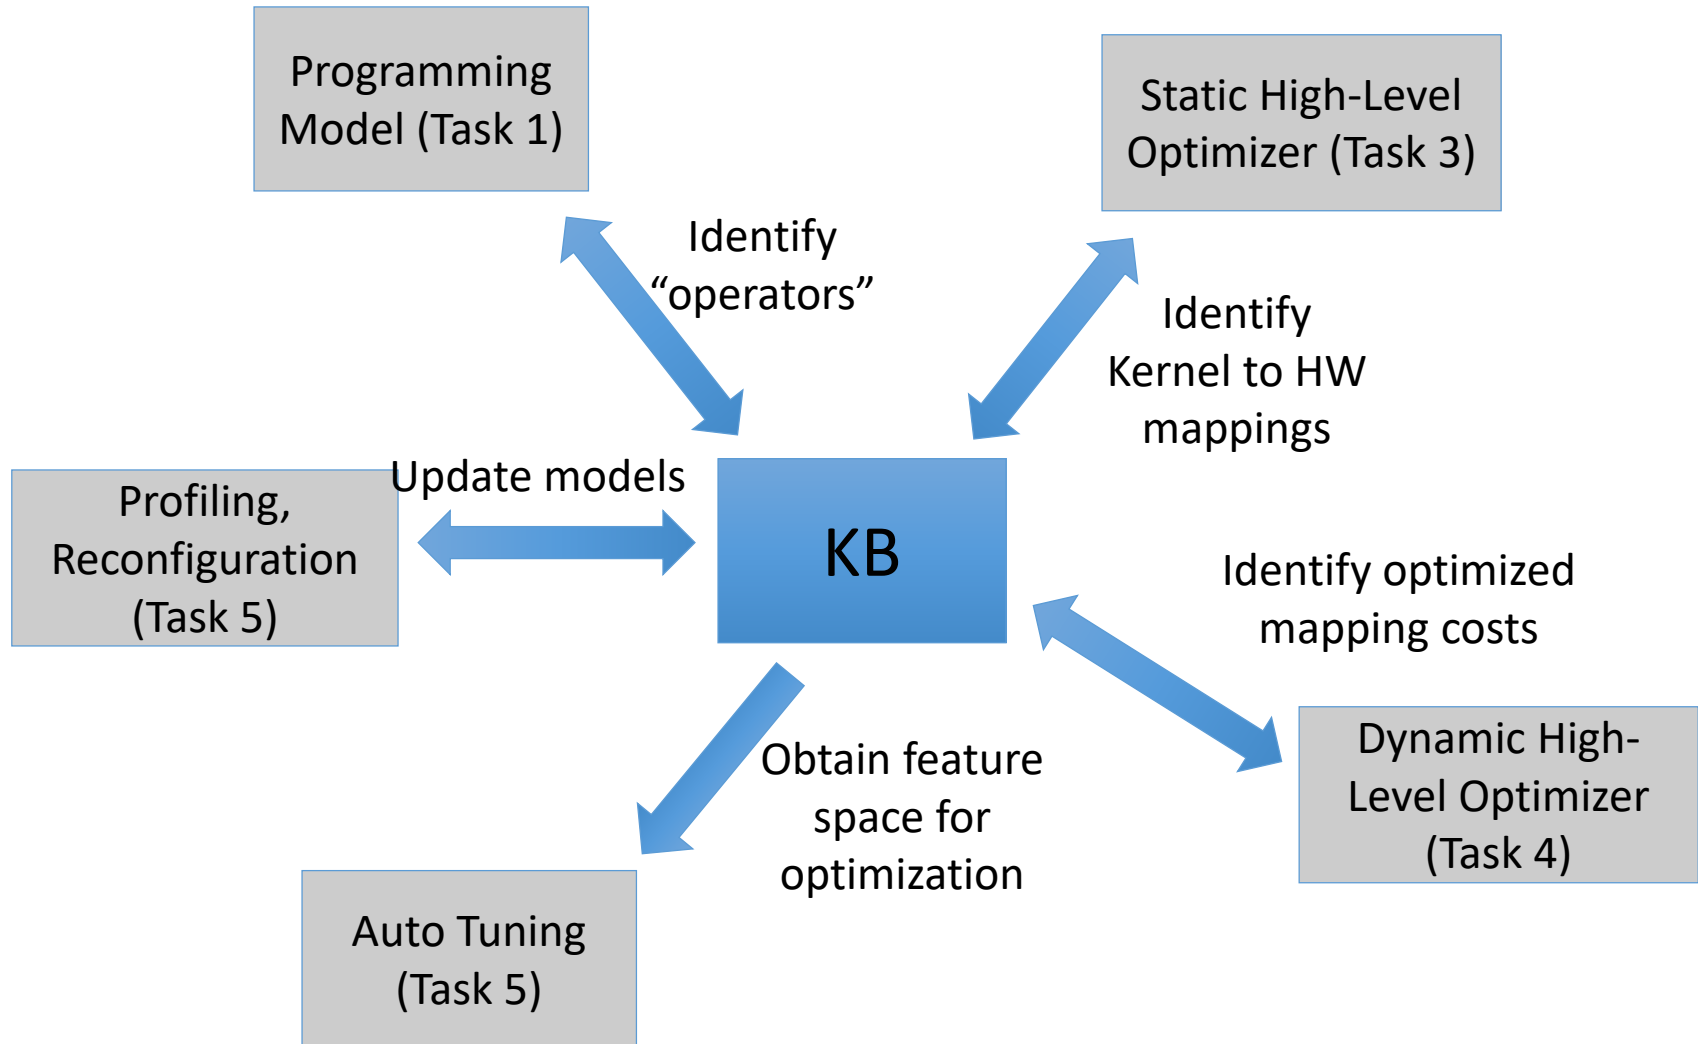 Programming
Model (Task 1)
Static High-Level
Optimizer (Task 3)
Identify
“operators”
Identify
Kernel to HW
mappings
Update models
Profiling,
Reconfiguration
(Task 5)
KB
Identify optimized
mapping costs
Dynamic High-
Level Optimizer
(Task 4)
Obtain feature
space for
optimization
Auto Tuning
(Task 5)